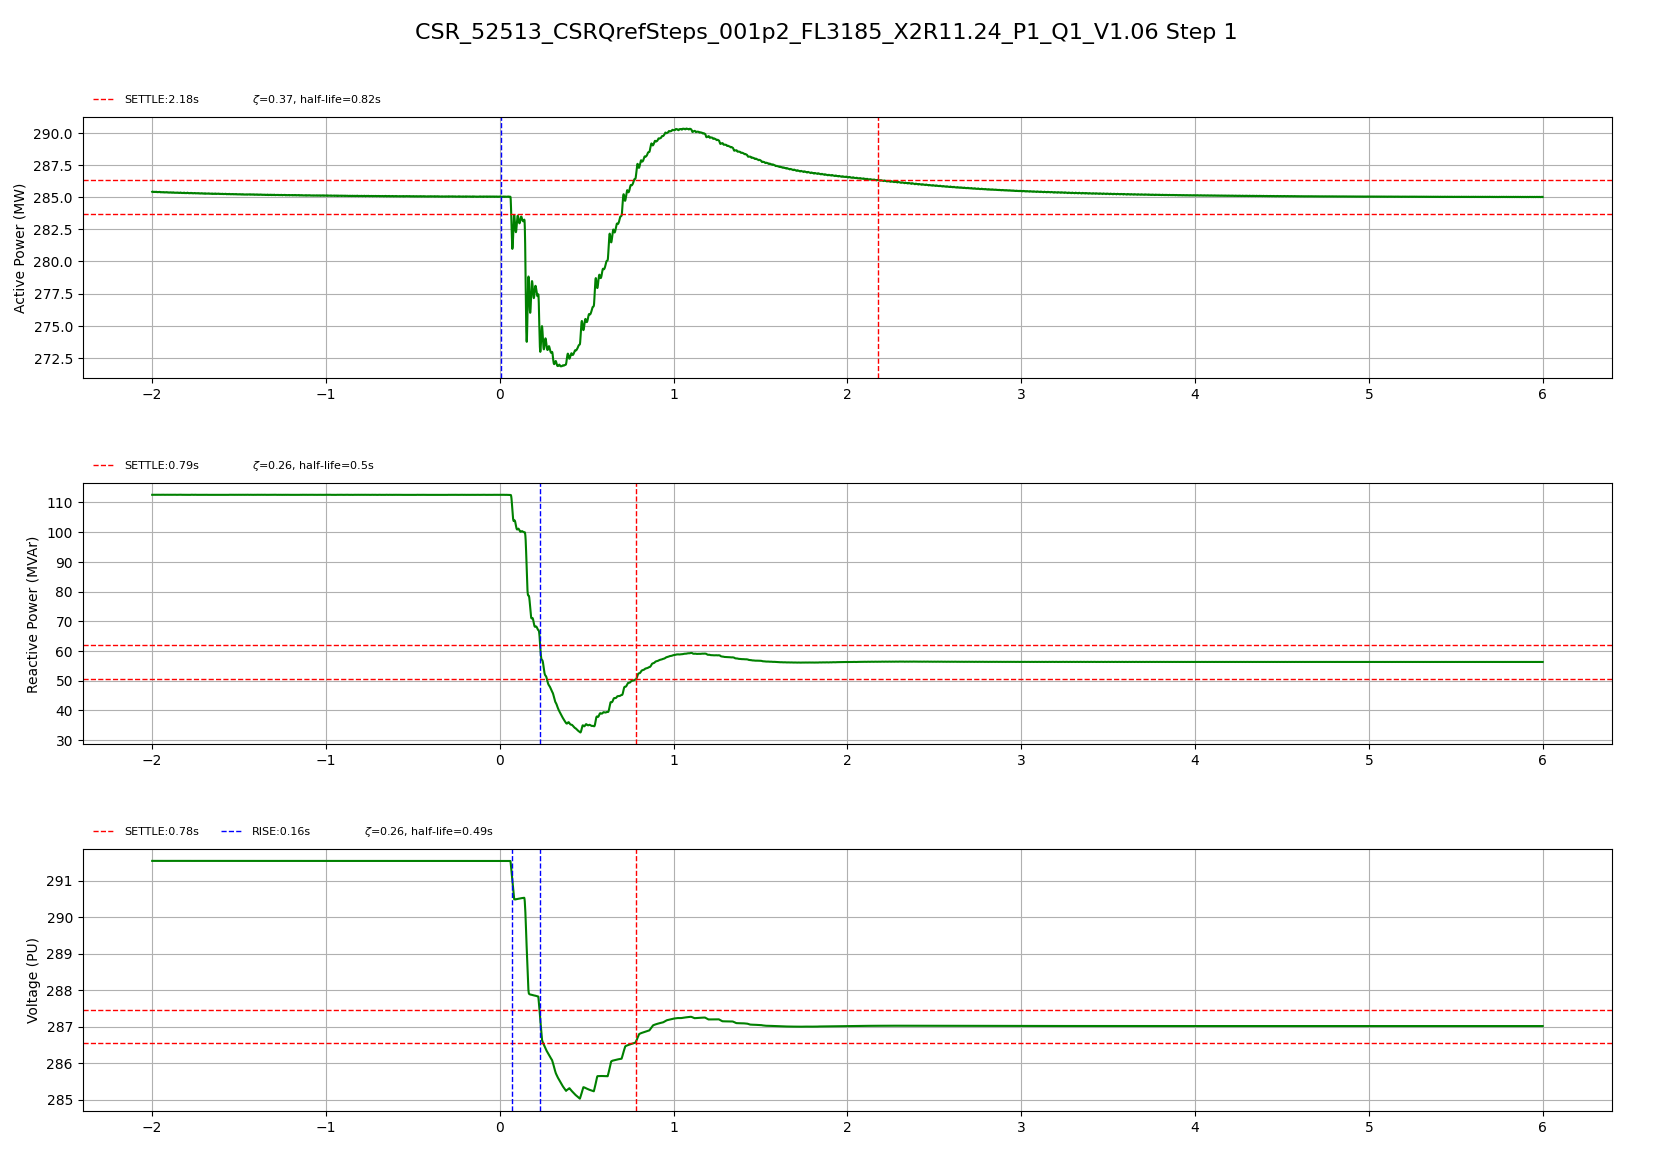 CSR_52513_CSRQrefSteps_001p2_FL3185_X2R11.24_P1_Q1_V1.06 Step 1
SETTLE:2.18s ζ=0.37, half-life=0.82s
Active Power (MW)
290.0
287.5
285.0
282.5
280.0
277.5
275.0
272.5
−2 −1 0 1 2 3 4 5 6
SETTLE:0.79s ζ=0.26, half-life=0.5s
Reactive Power (MVAr)
110
100
90
80
70
60
50
40
30
−2 −1 0 1 2 3 4 5 6
SETTLE:0.78s RISE:0.16s ζ=0.26, half-life=0.49s
Voltage (PU)
291
290
289
288
287
286
285
−2 −1 0 1 2 3 4 5 6